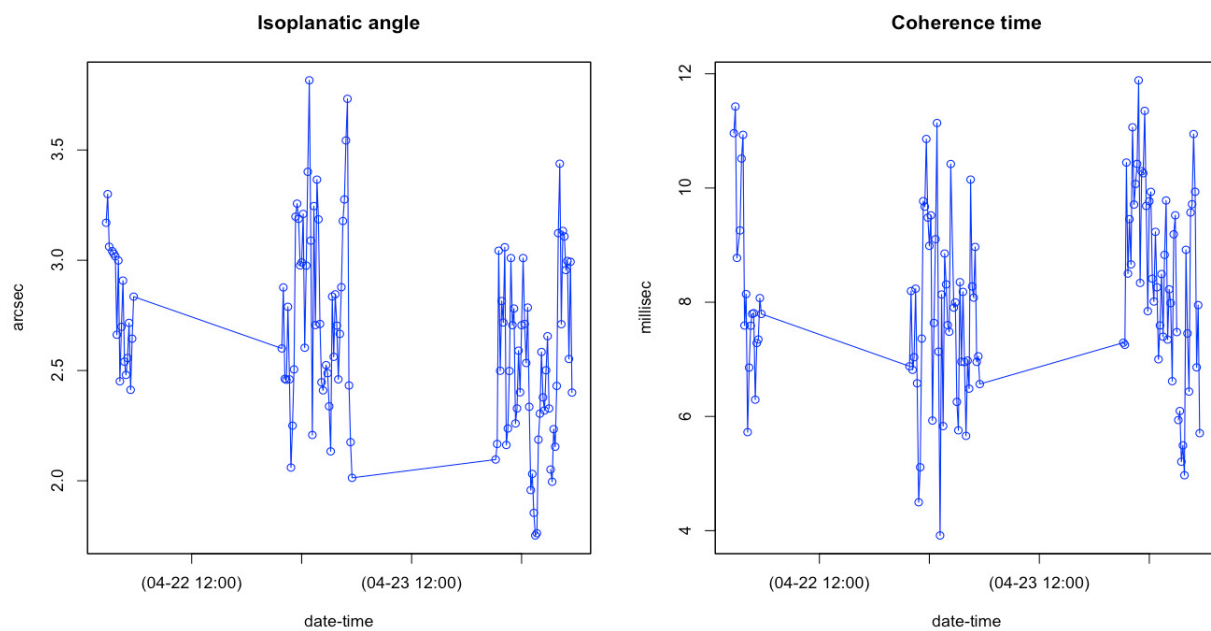 Isoplanatic angle
arcsec
3.5
3.0
2.5
2.0
(04-22 12:00)
(04-23 12:00)
date-time
Coherence time
millisec
12
10
8
6
4
(04-22 12:00)
(04-23 12:00)
date-time